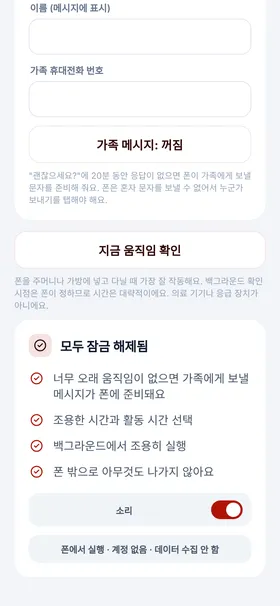 이름 (메시지에 표시)
가족 휴대전화 번호
가족 메시지: 꺼짐
"괜찮으세요?"에 20분 동안 응답이 없으면 폰이 가족에게 보낼
문자를 준비해 줘요. 폰은 혼자 문자를 보낼 수 없어서 누군가
보내기를 탭해야 해요.
지금 움직임 확인
폰을 주머니나 가방에 넣고 다닐 때 가장 잘 작동해요. 백그라운드 확인
시점은 폰이 정하므로 시간은 대략적이에요. 의료 기기나 응급 장치가
아니에요.
모두 잠금 해제됨
너무 오래 움직임이 없으면 가족에게 보낼
메시지가 폰에 준비돼요
조용한 시간과 활동 시간 선택
백그라운드에서 조용히 실행
폰 밖으로 아무것도 나가지 않아요
소리
폰에서 실행 · 계정 없음 · 데이터 수집 안 함